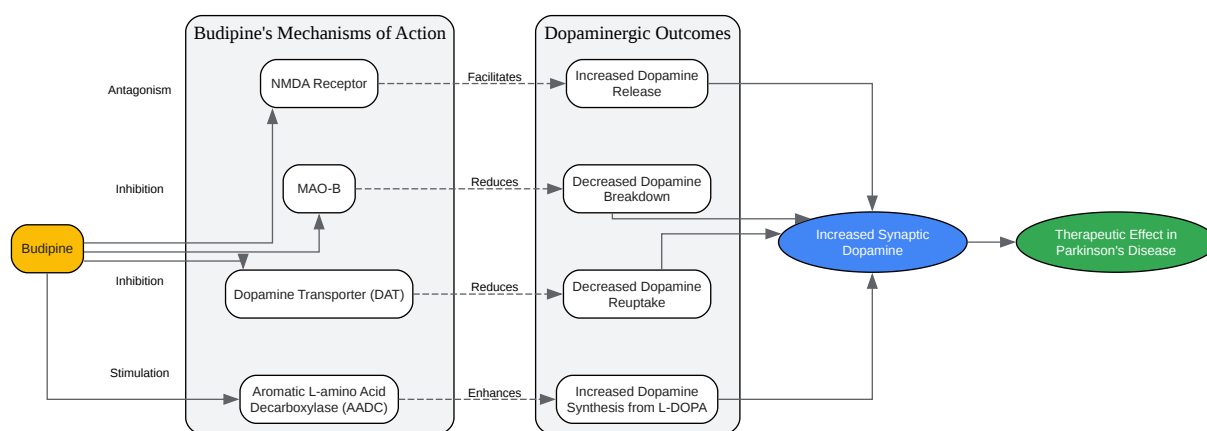 Budipine's Mechanisms of Action
Dopaminergic Outcomes
Antagonism
NMDA Receptor
Facilitates
Increased Dopamine
Release
Inhibition
MAO-B
Reduces
Decreased Dopamine
Breakdown
Budipine
Increased Synaptic
Dopamine
Therapeutic Effect in
Parkinson's Disease
Inhibition
Dopamine Transporter (DAT)
Reduces
Decreased Dopamine
Reuptake
Stimulation
Aromatic L-amino Acid
Decarboxylase (AADC)
Enhances
Increased Dopamine
Synthesis from L-DOPA